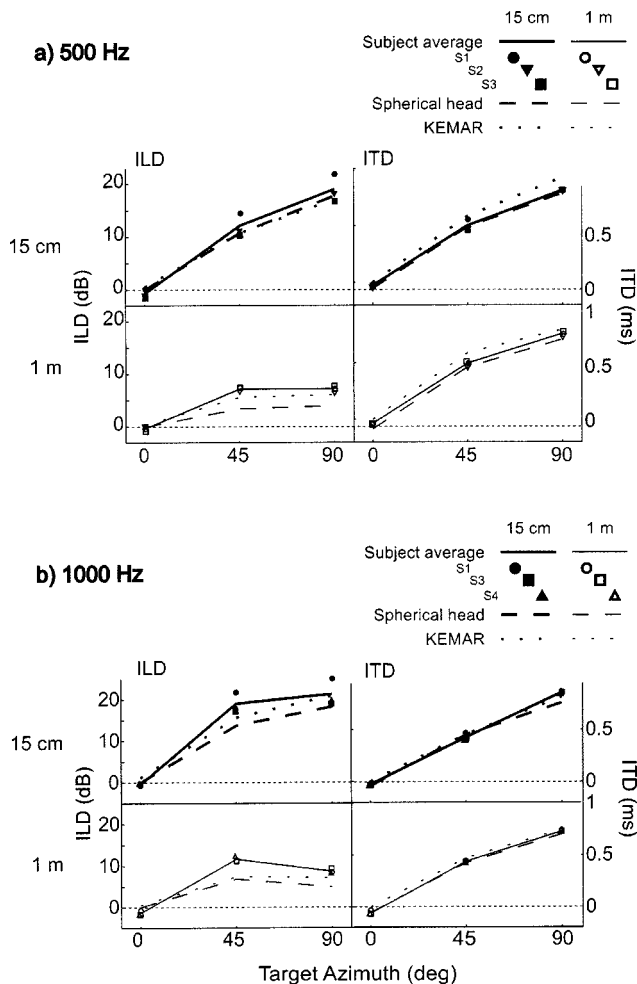 a) 500 Hz
15 cm 1 m
Subject average
S1
S2
S3
Spherical head
KEMAR
ILD ITD
15 cm
1 m
ILD (dB)
20
10
0
20
10
0
ITD (ms)
0.5
0
1
0.5
0
0 45 90 0 45 90
b) 1000 Hz
15 cm 1 m
Subject average
S1
S3
S4
Spherical head
KEMAR
ILD ITD
15 cm
1 m
ILD (dB)
20
10
0
20
10
0
ITD (ms)
0.5
0
1
0.5
0
0 45 90 0 45 90
Target Azimuth (deg)